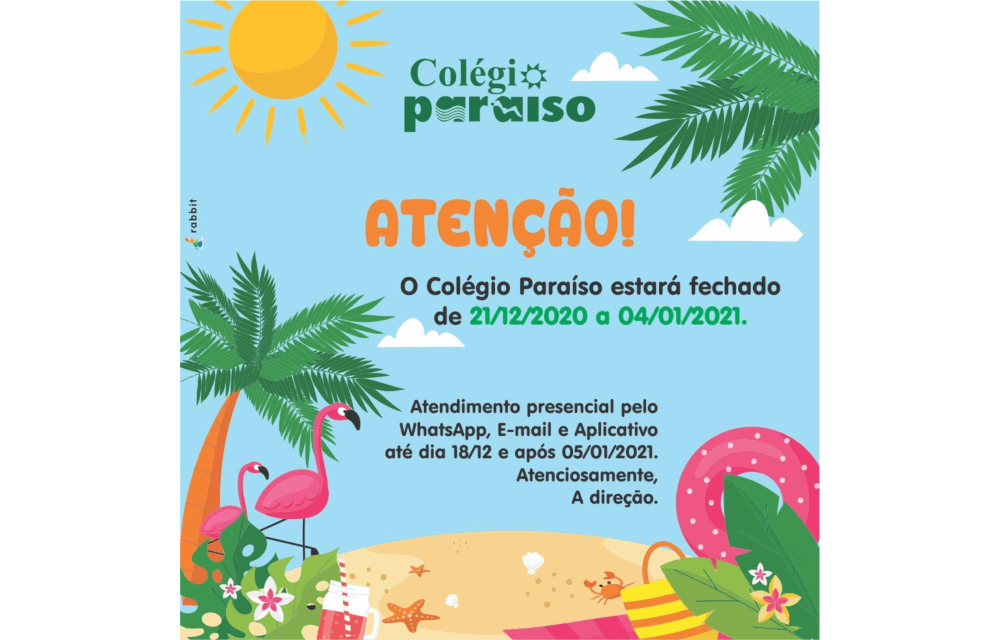 Colégio
paraíso
rabbit
ATENÇÃO!
O Colégio Paraíso estará fechado
de 21/12/2020 a 04/01/2021.
Atendimento presencial pelo
WhatsApp, E-mail e Aplicativo
até dia 18/12 e após 05/01/2021.
Atenciosamente,
A direção.